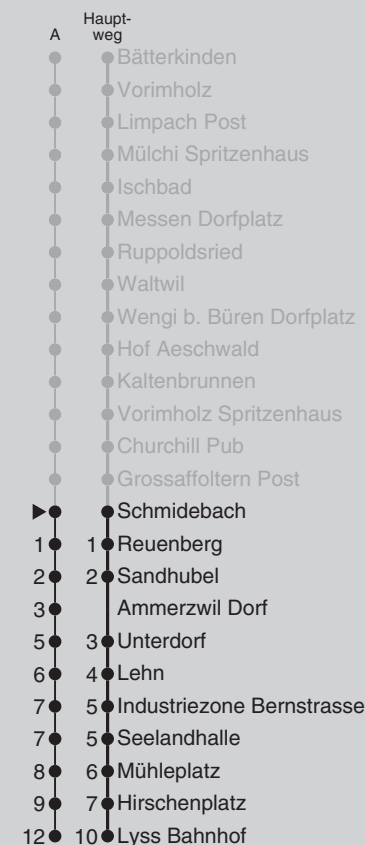 A Haupt-
weg
Bätterkinden
Vorimholz
Limpach Post
Mülchi Spritzenhaus
Ischbad
Messen Dorfplatz
Ruppoldsried
Waltwil
Wengi b. Büren Dorfplatz
Hof Aeschwald
Kaltenbrunnen
Vorimholz Spritzenhaus
Churchill Pub
Grossaffoltern Post
Schmidebach
1 1 Reuenberg
2 2 Sandhubel
3 Ammerzwil Dorf
5 3 Unterdorf
6 4 Lehn
7 5 Industriezone Bernstrasse
7 5 Seelandhalle
8 6 Mühleplatz
9 7 Hirschenplatz
12 10 Lyss Bahnhof